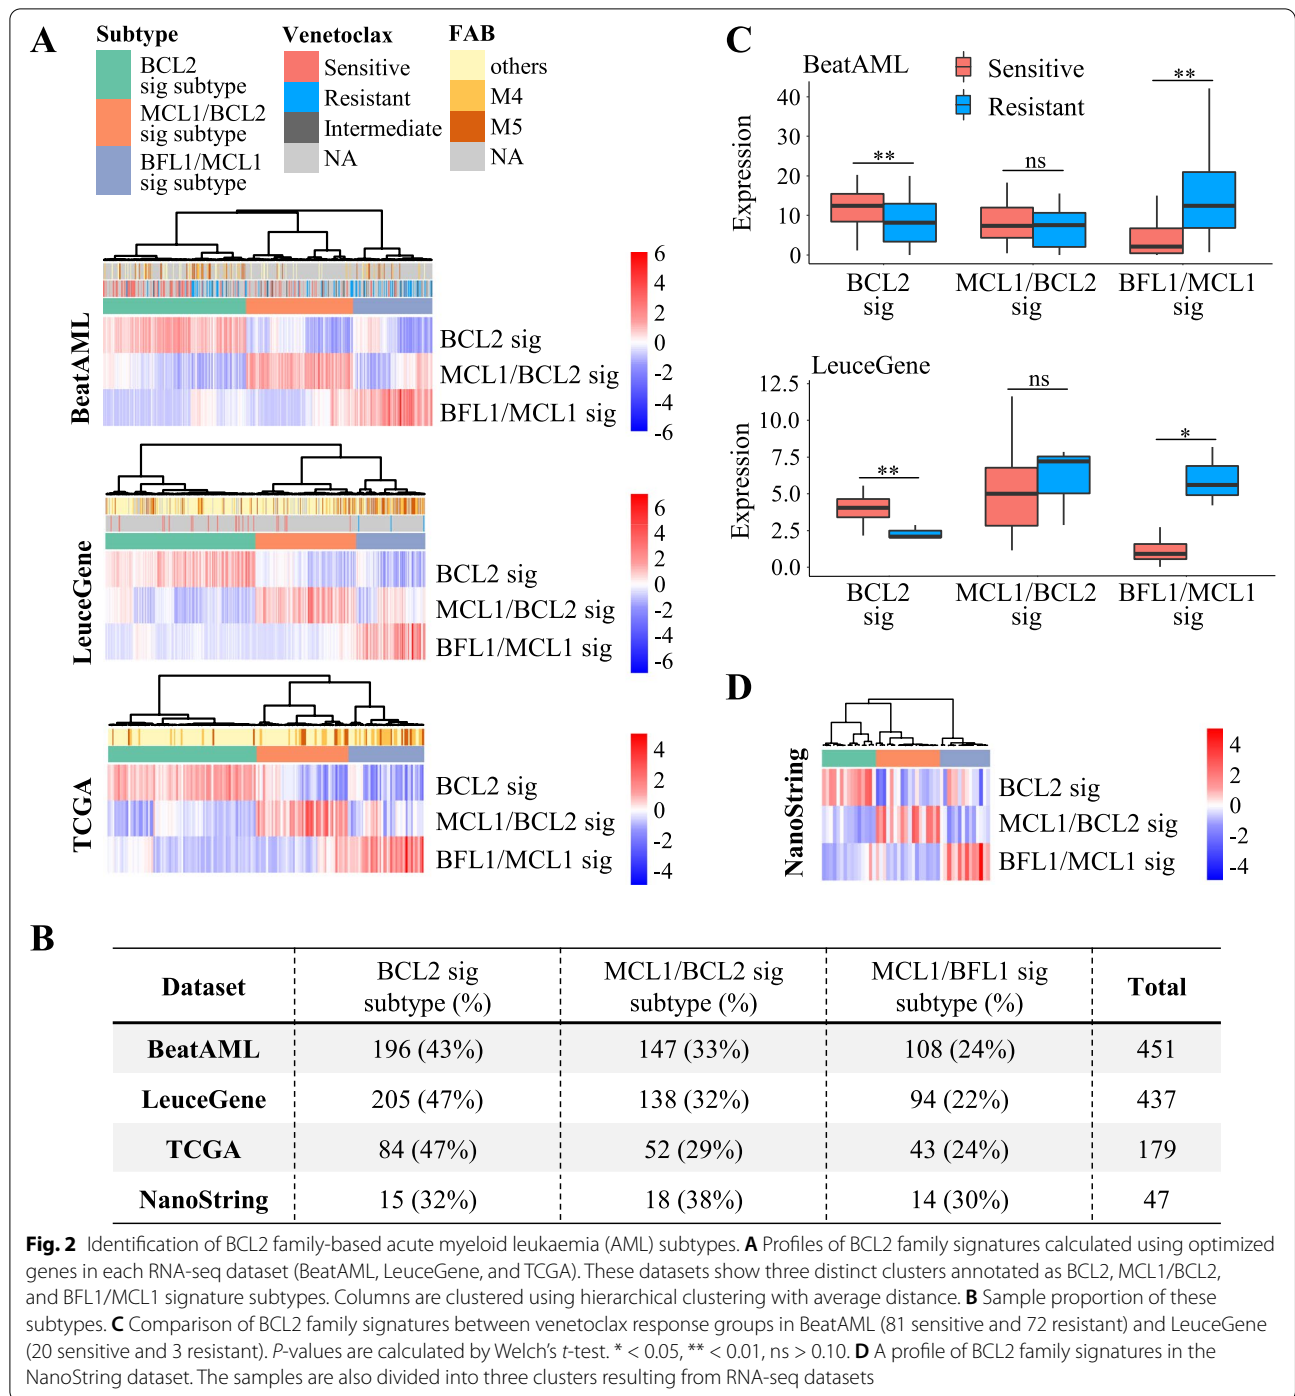 A
Subtype
BCL2
sig subtype
MCL1/BCL2
sig subtype
BFL1/MCL1
sig subtype
Venetoclax
Sensitive
Resistant
Intermediate
NA
FAB
others
M4
M5
NA
BeatAML
BCL2 sig
MCL1/BCL2 sig
BFL1/MCL1 sig
6
4
2
0
-2
-4
-6
LeuceGene
BCL2 sig
MCL1/BCL2 sig
BFL1/MCL1 sig
6
4
2
0
-2
-4
-6
TCGA
BCL2 sig
MCL1/BCL2 sig
BFL1/MCL1 sig
4
2
0
-2
-4
C
BeatAML
Sensitive
Resistant
Expression
40
30
20
10
0
**
ns
**
BCL2
sig
MCL1/BCL2
sig
BFL1/MCL1
sig
LeuceGene
Expression
12.5
10.0
7.5
5.0
2.5
0.0
**
ns
*
BCL2
sig
MCL1/BCL2
sig
BFL1/MCL1
sig
D
NanoString
BCL2 sig
MCL1/BCL2 sig
BFL1/MCL1 sig
4
2
0
-2
-4
B
Dataset BCL2 sig subtype (%) MCL1/BCL2 sig subtype (%) MCL1/BFL1 sig subtype (%) Total
BeatAML 196 (43%) 147 (33%) 108 (24%) 451
LeuceGene 205 (47%) 138 (32%) 94 (22%) 437
TCGA 84 (47%) 52 (29%) 43 (24%) 179
NanoString 15 (32%) 18 (38%) 14 (30%) 47
Fig. 2 Identification of BCL2 family-based acute myeloid leukaemia (AML) subtypes. A Profiles of BCL2 family signatures calculated using optimized
genes in each RNA-seq dataset (BeatAML, LeuceGene, and TCGA). These datasets show three distinct clusters annotated as BCL2, MCL1/BCL2,
and BFL1/MCL1 signature subtypes. Columns are clustered using hierarchical clustering with average distance. B Sample proportion of these
subtypes. C Comparison of BCL2 family signatures between venetoclax response groups in BeatAML (81 sensitive and 72 resistant) and LeuceGene
(20 sensitive and 3 resistant). P-values are calculated by Welch's t-test. * < 0.05, ** < 0.01, ns > 0.10. D A profile of BCL2 family signatures in the
NanoString dataset. The samples are also divided into three clusters resulting from RNA-seq datasets